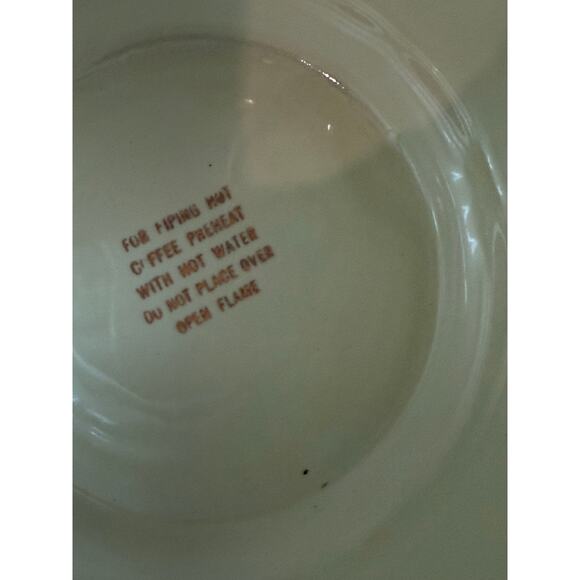 FOR PIPING HOT
COFFEE PREHEAT
WITH HOT WATER
DO NOT PLACE OVER
OPEN FLAME